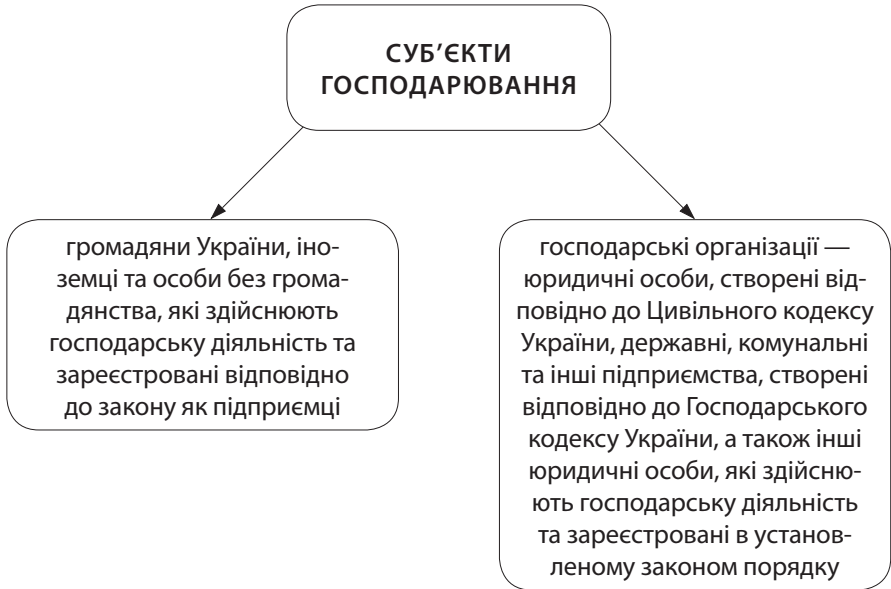 СУБ’ЄКТИ
ГОСПОДАРЮВАННЯ
громадяни України, іно-
земці та особи без грома-
дянства, які здійснюють
господарську діяльність та
зареєстровані відповідно
до закону як підприємці
господарські організації —
юридичні особи, створені від-
повідно до Цивільного кодексу
України, державні, комунальні
та інші підприємства, створені
відповідно до Господарського
кодексу України, а також інші
юридичні особи, які здійсню-
ють господарську діяльність
та зареєстровані в установ-
леному законом порядку